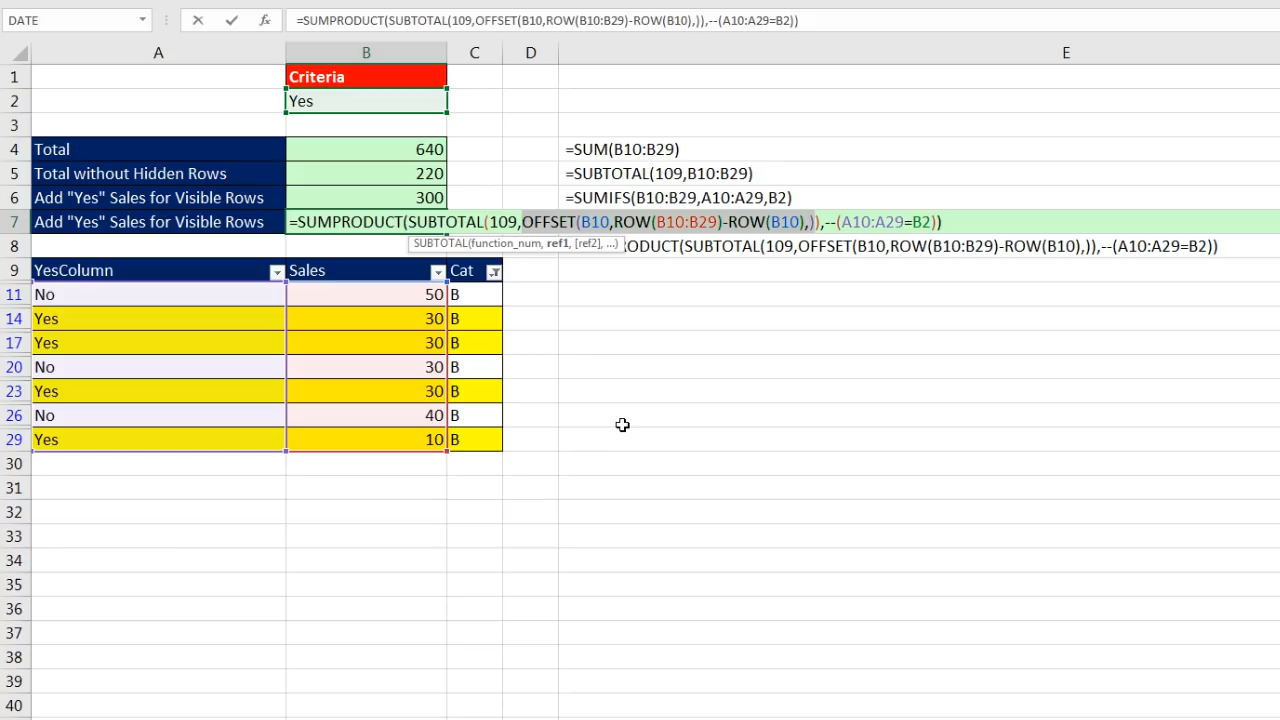 DATE =SUMPRODUCT(SUBTOTAL(109,OFFSET(B10,ROW(B10:B29)-ROW(B10),)),--(A10:A29=B2))
A B C D E
1 Criteria
2 Yes
3
4 Total 640 =SUM(B10:B29)
5 Total without Hidden Rows 220 =SUBTOTAL(109,B10:B29)
6 Add "Yes" Sales for Visible Rows 300 =SUMIFS(B10:B29,A10:A29,B2)
7 Add "Yes" Sales for Visible Rows =SUMPRODUCT(SUBTOTAL(109,OFFSET(B10,ROW(B10:B29)-ROW(B10),)),--(A10:A29=B2))
SUBTOTAL(function_num, ref1, [ref2], ...)
8 RODUCT(SUBTOTAL(109,OFFSET(B10,ROW(B10:B29)-ROW(B10),)),--(A10:A29=B2))
9 YesColumn Sales Cat
11 No 50 B
14 Yes 30 B
17 Yes 30 B
20 No 30 B
23 Yes 30 B
26 No 40 B
29 Yes 10 B
30
31
32
33
34
35
36
37
38
39
40